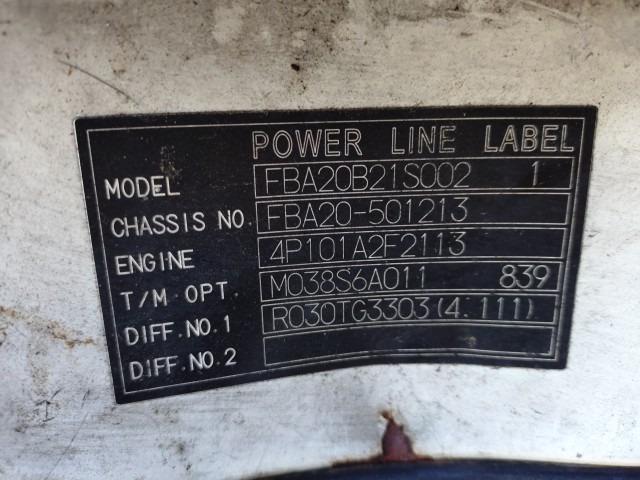 POWER LINE LABEL
MODEL FBA20B21S002 1
CHASSIS NO. FBA20-501213
ENGINE 4P101A2F2113
T/M OPT. M038S6A011 839
DIFF.NO.1 R030TG3303(4.111)
DIFF.NO.2